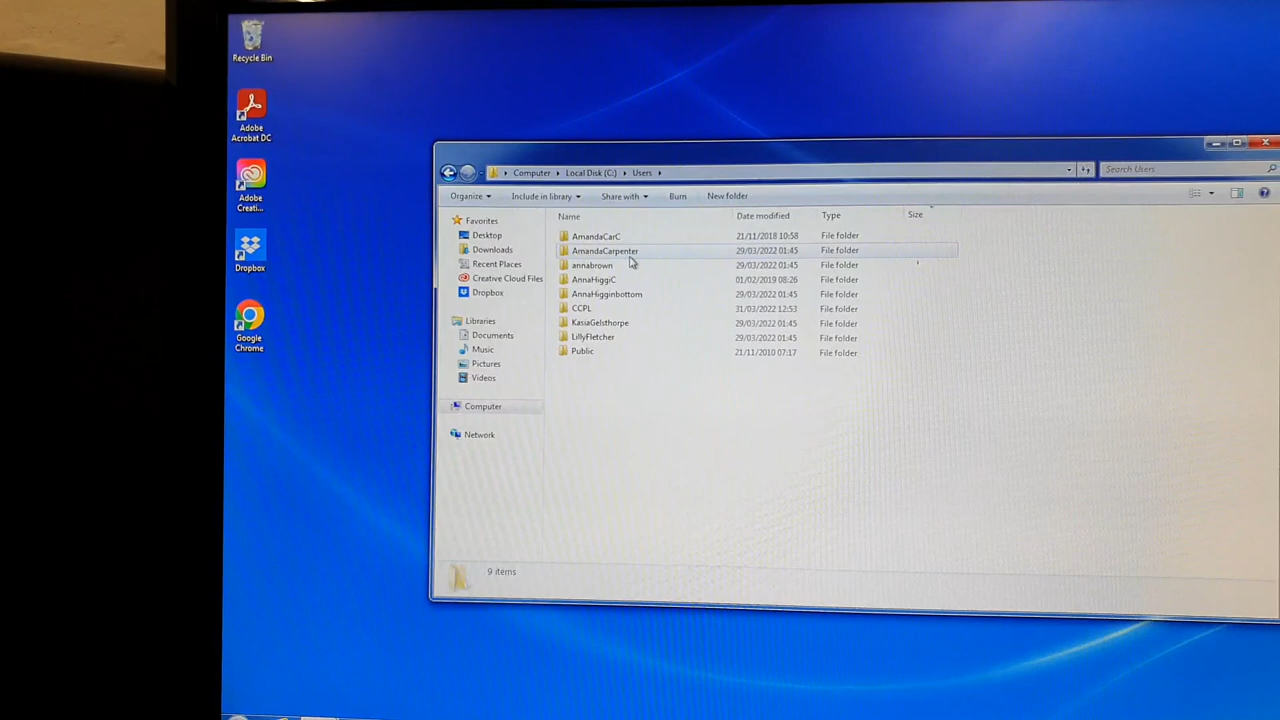 Recycle Bin
Adobe
Acrobat DC
Adobe
Creati...
Dropbox
Google
Chrome
Computer Local Disk (C:) Users
Search Users
Organize Include in library Share with Burn New folder
Favorites
Desktop
Downloads
Recent Places
Creative Cloud Files
Dropbox
Libraries
Documents
Music
Pictures
Videos
Computer
Network
Name Date modified Type Size
AmandaCarC 21/11/2018 10:58 File folder
AmandaCarpenter 29/03/2022 01:45 File folder
annabrown 29/03/2022 01:45 File folder
AnnaHiggiC 01/02/2019 08:26 File folder
AnnaHigginbottom 29/03/2022 01:45 File folder
CCPL 31/03/2022 12:53 File folder
KasiaGelsthorpe 29/03/2022 01:45 File folder
LillyFletcher 29/03/2022 01:45 File folder
Public 21/11/2010 07:17 File folder
9 items